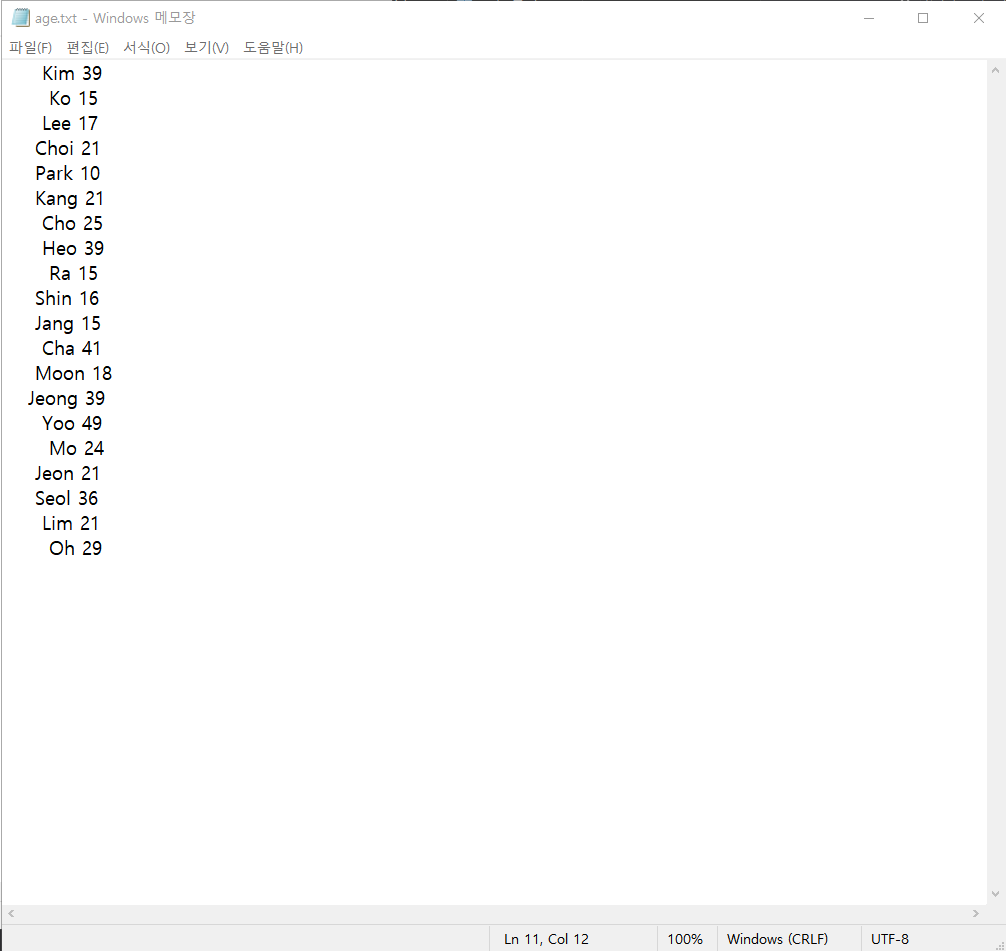 age.txt - Windows 메모장
파일(F) 편집(E) 서식(O) 보기(V) 도움말(H)
Kim 39
Ko 15
Lee 17
Choi 21
Park 10
Kang 21
Cho 25
Heo 39
Ra 15
Shin 16
Jang 15
Cha 41
Moon 18
Jeong 39
Yoo 49
Mo 24
Jeon 21
Seol 36
Lim 21
Oh 29
Ln 11, Col 12 100% Windows (CRLF) UTF-8